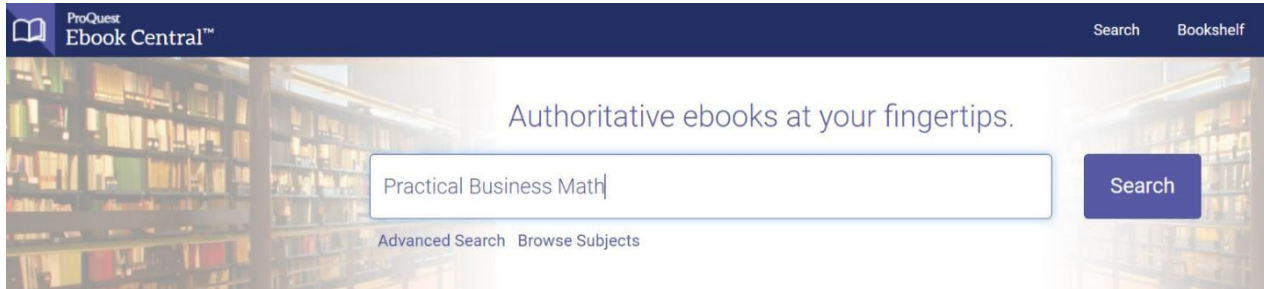 ProQuest
Ebook Central™
Search Bookshelf
Authoritative ebooks at your fingertips.
Practical Business Math
Search
Advanced Search Browse Subjects